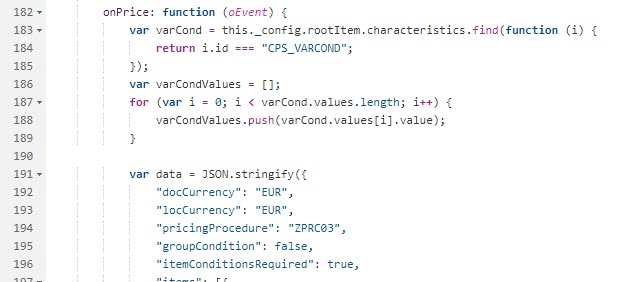 182 onPrice: function (oEvent) {
183 var varCond = this._config.rootItem.characteristics.find(function (i) {
184 return i.id === "CPS_VARCOND";
185 });
186 var varCondValues = [];
187 for (var i = 0; i < varCond.values.length; i++) {
188 varCondValues.push(varCond.values[i].value);
189 }
190
191 var data = JSON.stringify({
192 "docCurrency": "EUR",
193 "locCurrency": "EUR",
194 "pricingProcedure": "ZPRC03",
195 "groupCondition": false,
196 "itemConditionsRequired": true,
197 "items": [{